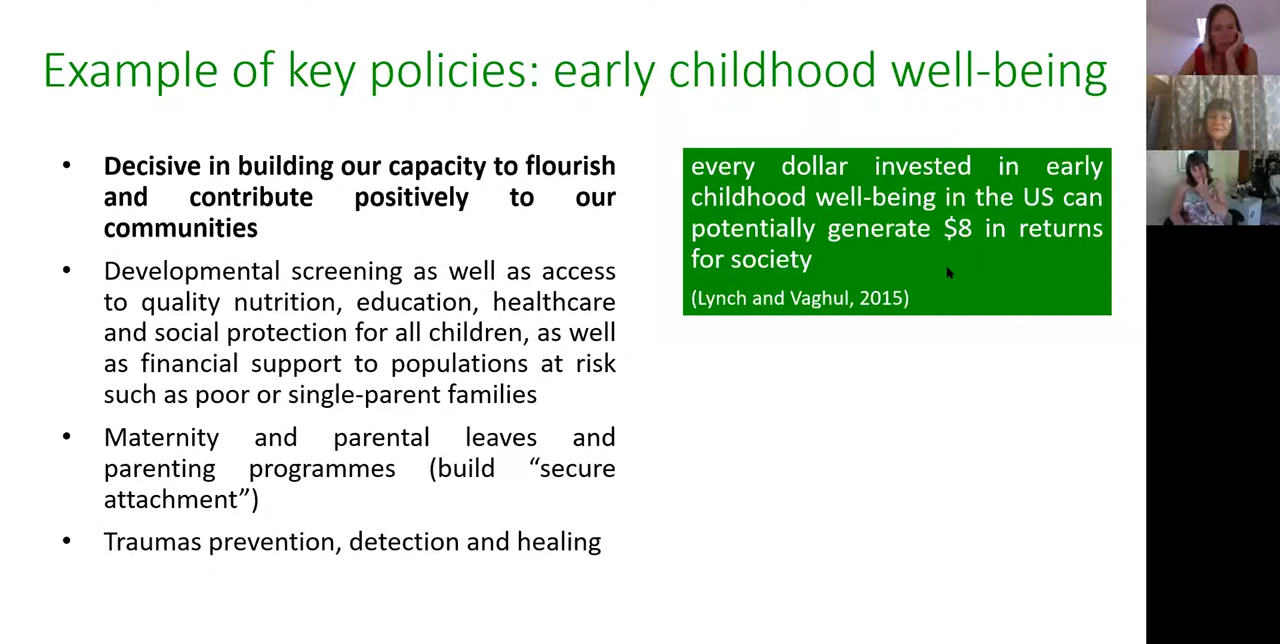 Example of key policies: early childhood well-being
• Decisive in building our capacity to flourish
and contribute positively to our
communities
• Developmental screening as well as access
to quality nutrition, education, healthcare
and social protection for all children, as well
as financial support to populations at risk
such as poor or single-parent families
• Maternity and parental leaves and
parenting programmes (build “secure
attachment”)
• Traumas prevention, detection and healing
every dollar invested in early
childhood well-being in the US can
potentially generate $8 in returns
for society
(Lynch and Vaghul, 2015)